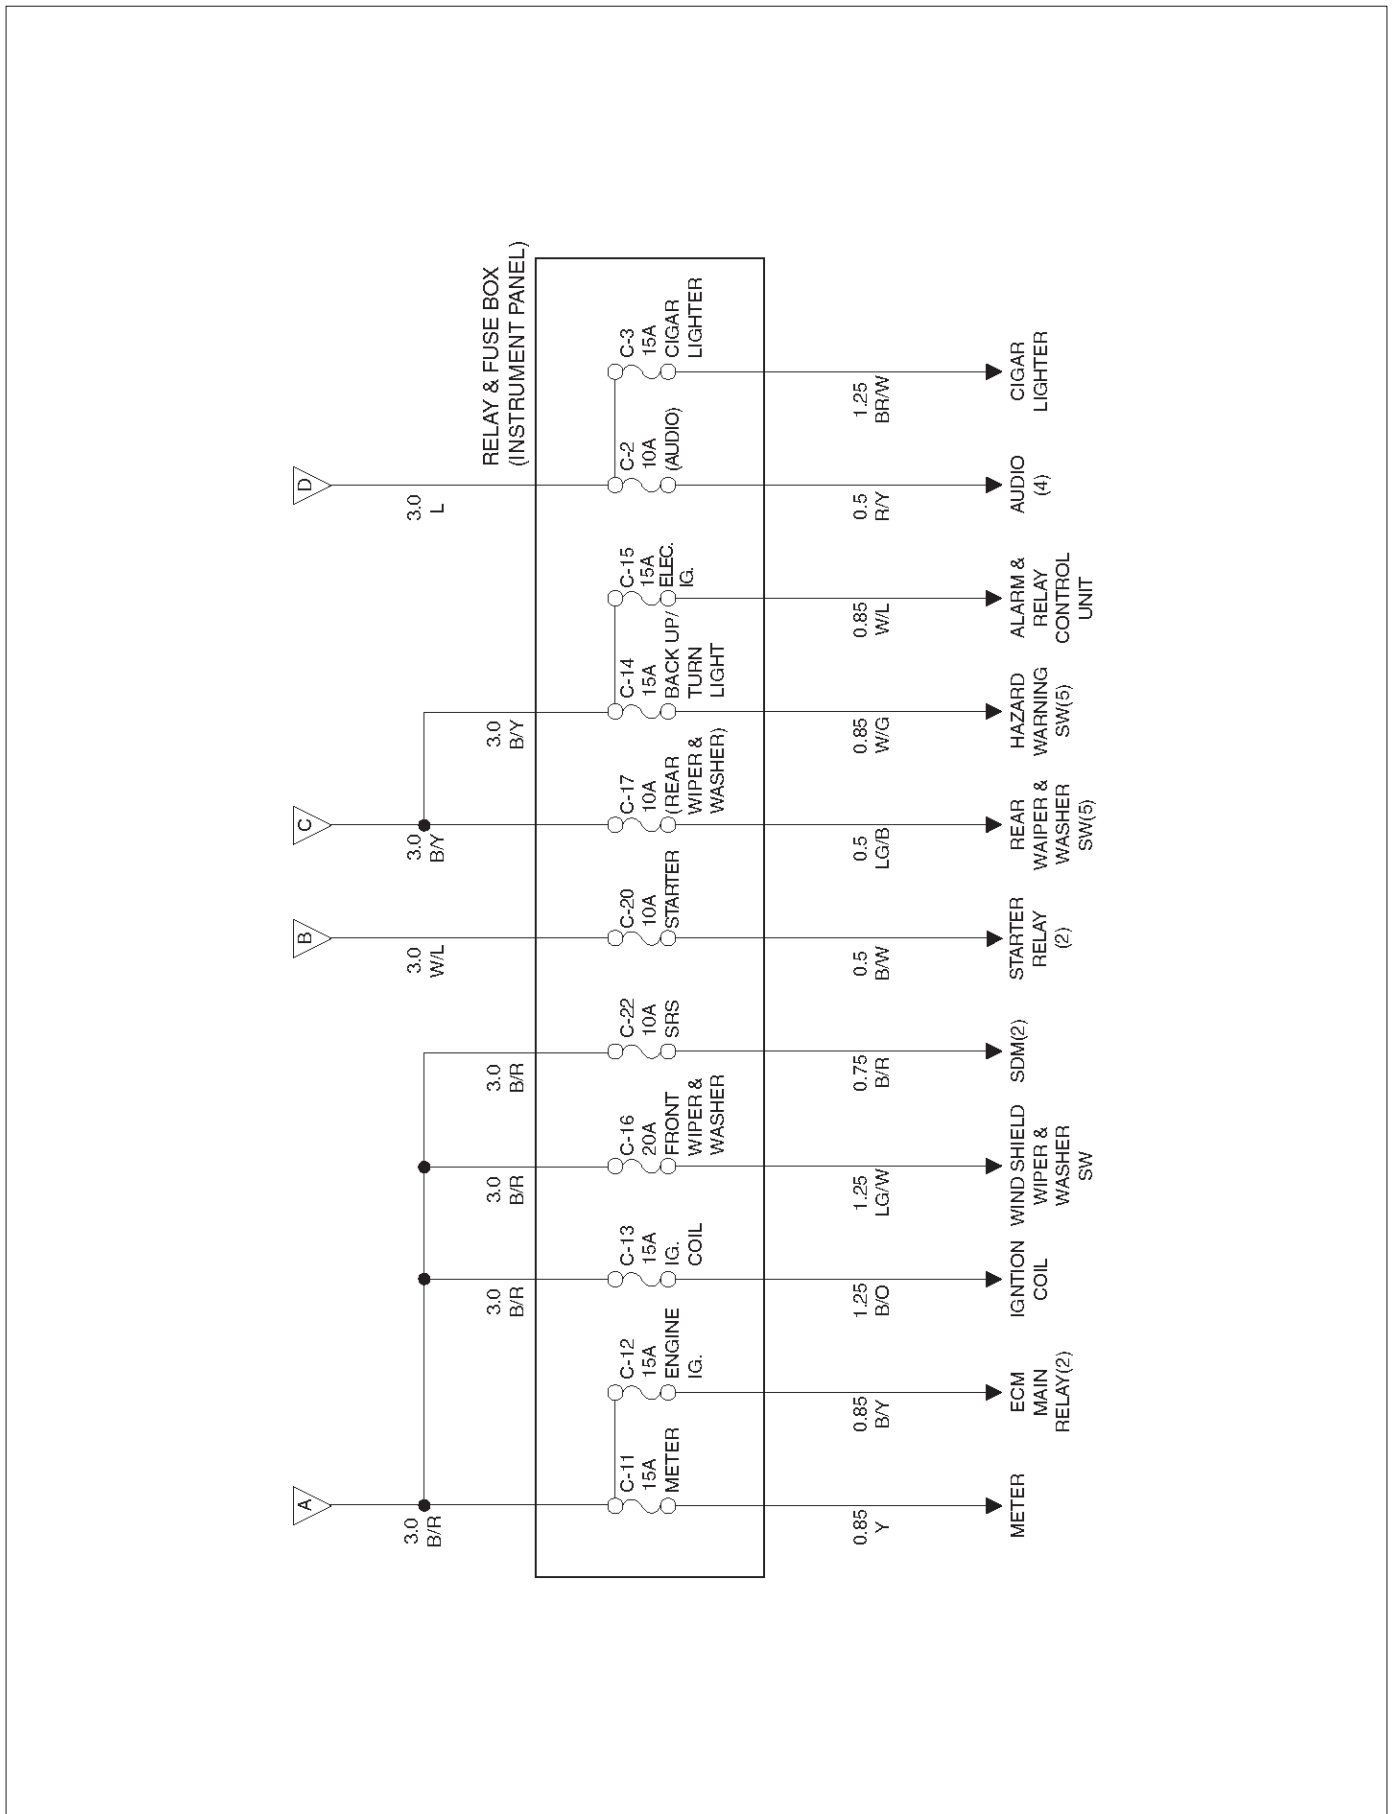 RELAY & FUSE BOX
(INSTRUMENT PANEL)
A
B
C
D
3.0
B/R
3.0
W/L
3.0
B/Y
3.0
L
3.0
B/R
3.0
B/R
3.0
B/R
3.0
B/Y
C-11
15A
METER
C-12
15A
ENGINE
IG.
C-13
15A
IG.
COIL
C-16
20A
FRONT
WIPER &
WASHER
C-22
10A
SRS
C-20
10A
STARTER
C-17
10A
(REAR
WIPER &
WASHER)
C-14
15A
BACK UP/
TURN
LIGHT
C-15
15A
ELEC.
IG.
C-2
10A
(AUDIO)
C-3
15A
CIGAR
LIGHTER
0.85
Y
0.85
B/Y
1.25
B/O
1.25
LG/W
0.75
B/R
0.5
B/W
0.5
LG/B
0.85
W/G
0.85
W/L
0.5
R/Y
1.25
BR/W
METER
ECM
MAIN
RELAY(2)
IGNTION
COIL
WIND SHIELD
WIPER &
WASHER
SW
SDM(2)
STARTER
RELAY
(2)
REAR
WAIPER &
WASHER
SW(5)
HAZARD
WARNING
SW(5)
ALARM &
RELAY
CONTROL
UNIT
AUDIO
(4)
CIGAR
LIGHTER